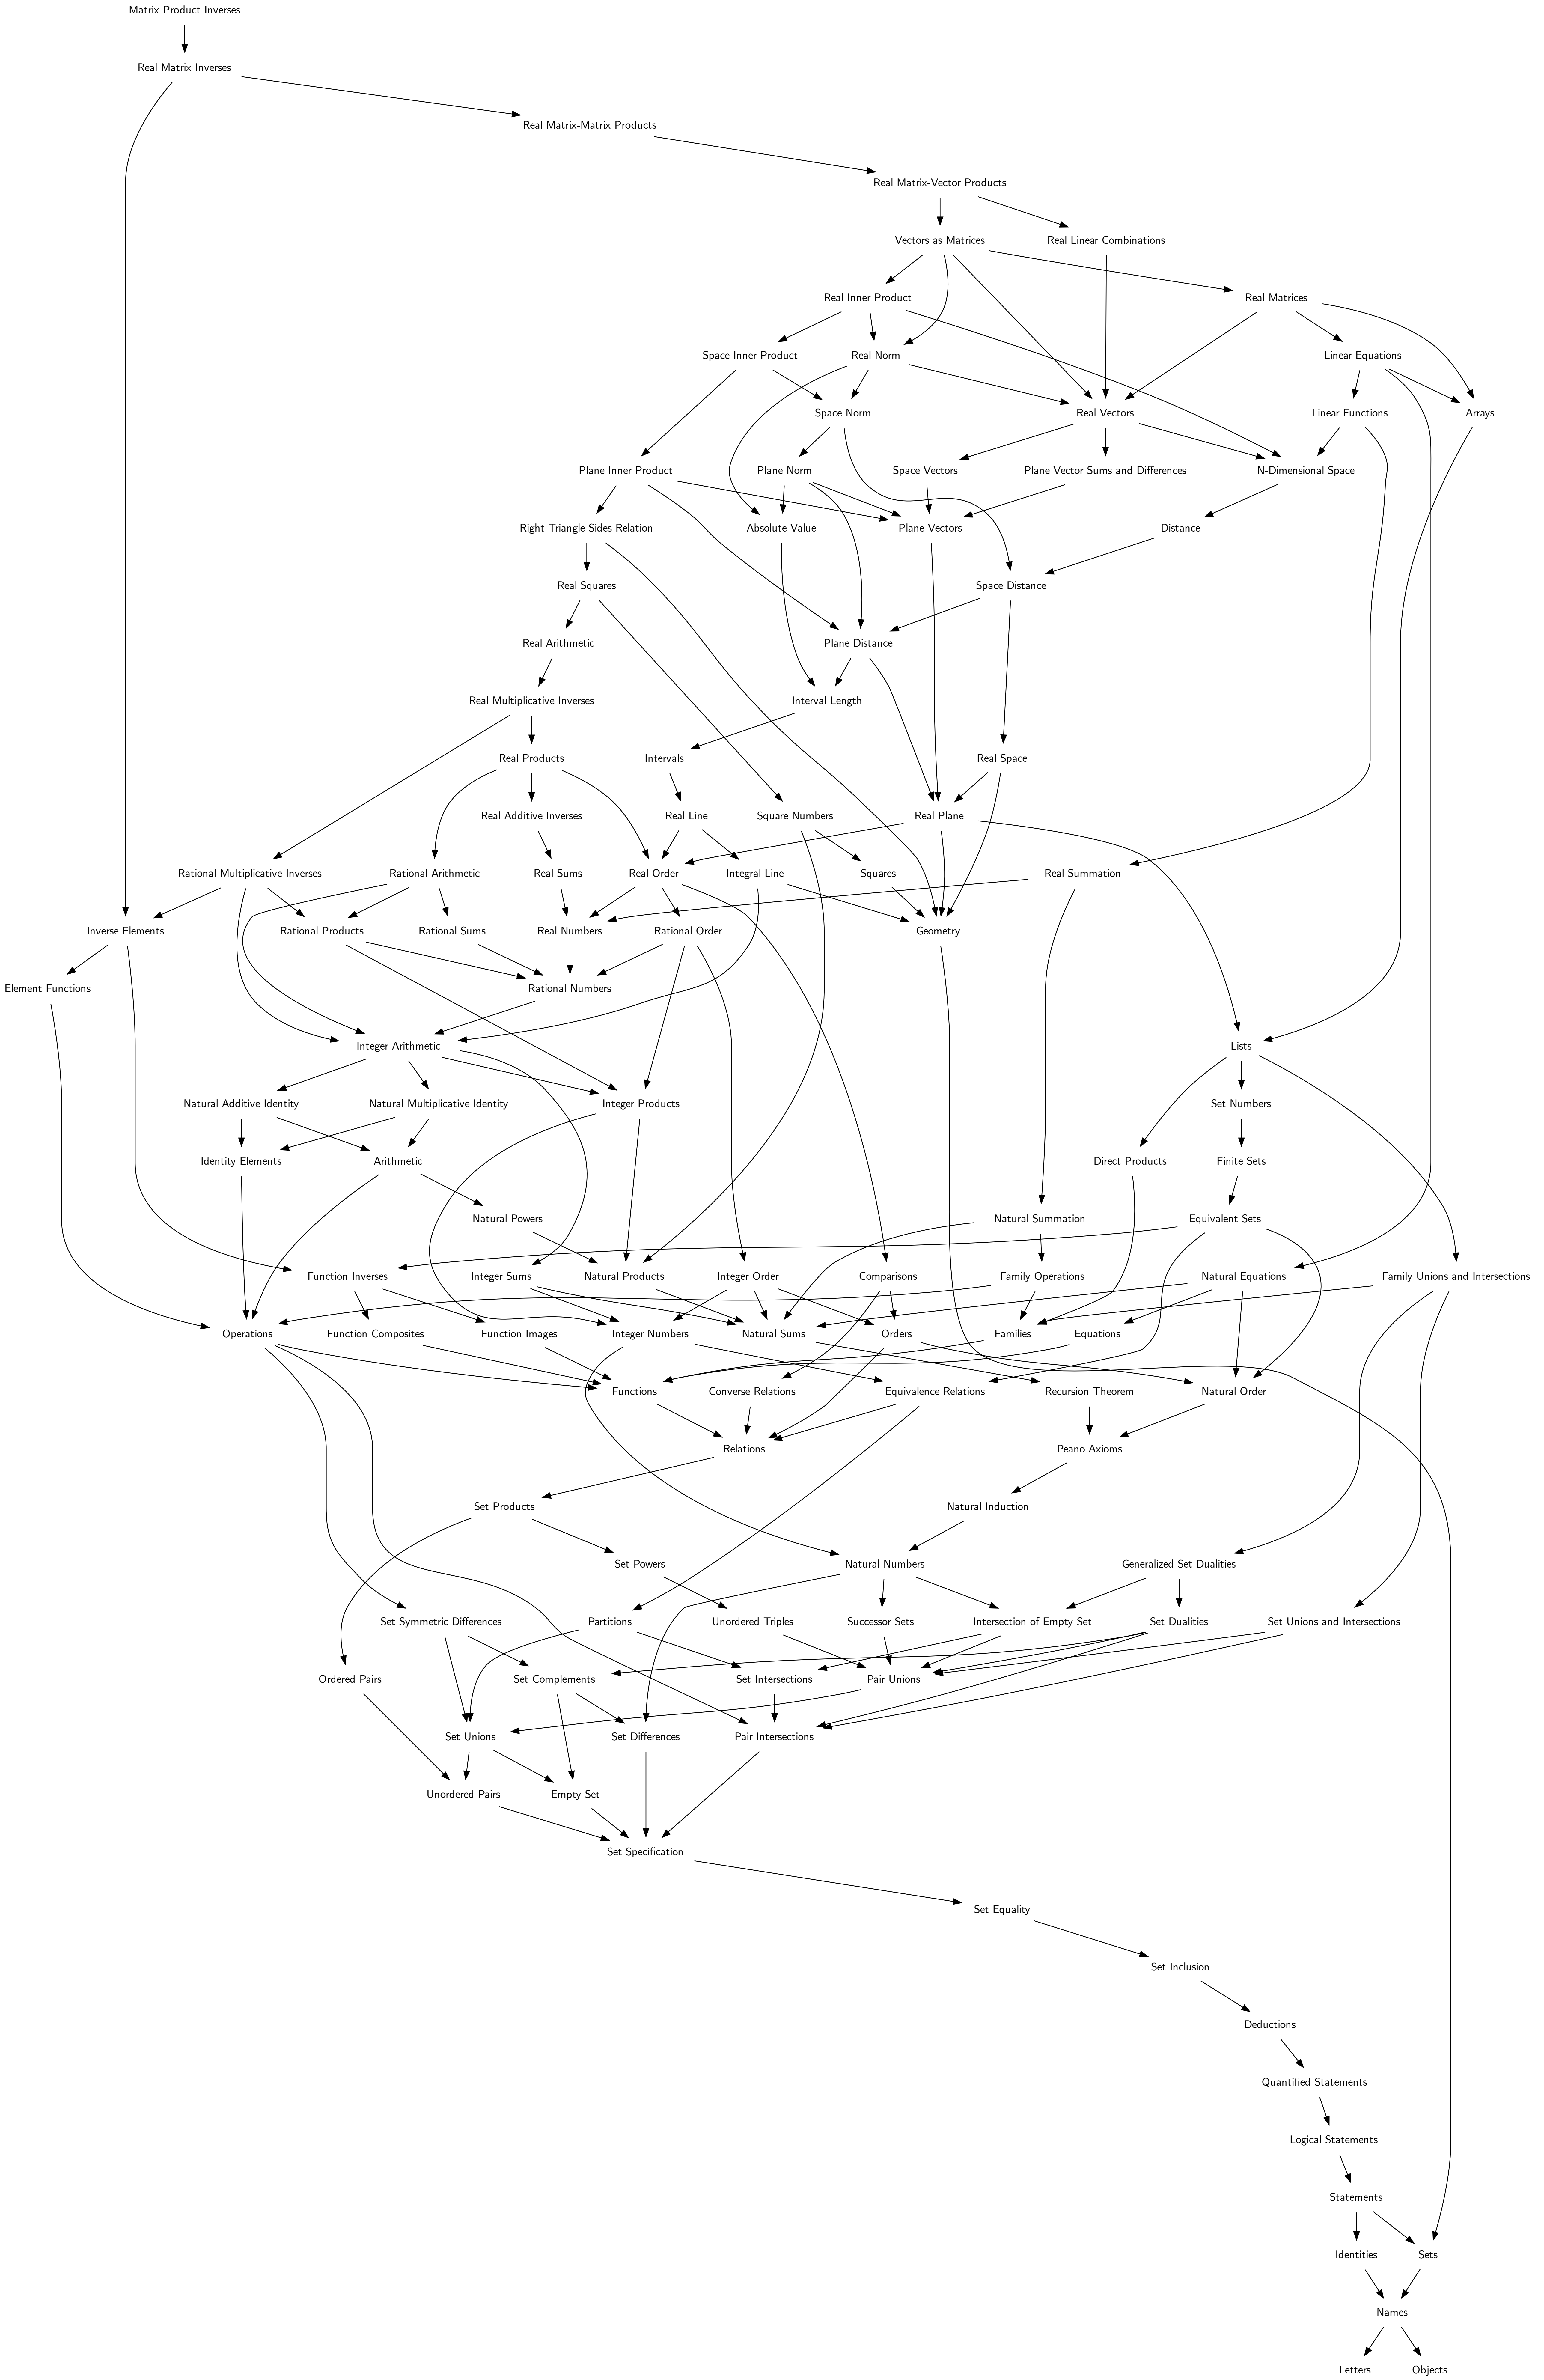 Matrix Product Inverses
Real Matrix Inverses
Real Matrix-Matrix Products
Real Matrix-Vector Products
Vectors as Matrices
Real Linear Combinations
Real Inner Product
Real Matrices
Space Inner Product
Real Norm
Linear Equations
Space Norm
Real Vectors
Linear Functions
Arrays
Plane Inner Product
Plane Norm
Space Vectors
Plane Vector Sums and Differences
N-Dimensional Space
Right Triangle Sides Relation
Absolute Value
Plane Vectors
Distance
Real Squares
Space Distance
Real Arithmetic
Plane Distance
Real Multiplicative Inverses
Interval Length
Real Products
Intervals
Real Space
Real Additive Inverses
Real Line
Square Numbers
Real Plane
Rational Multiplicative Inverses
Rational Arithmetic
Real Sums
Real Order
Integral Line
Squares
Real Summation
Inverse Elements
Rational Products
Rational Sums
Real Numbers
Rational Order
Geometry
Element Functions
Rational Numbers
Integer Arithmetic
Lists
Natural Additive Identity
Natural Multiplicative Identity
Integer Products
Set Numbers
Identity Elements
Arithmetic
Direct Products
Finite Sets
Natural Powers
Natural Summation
Equivalent Sets
Function Inverses
Integer Sums
Natural Products
Integer Order
Comparisons
Family Operations
Natural Equations
Family Unions and Intersections
Operations
Function Composites
Function Images
Integer Numbers
Natural Sums
Orders
Families
Equations
Functions
Converse Relations
Equivalence Relations
Recursion Theorem
Natural Order
Relations
Peano Axioms
Set Products
Natural Induction
Set Powers
Natural Numbers
Generalized Set Dualities
Set Symmetric Differences
Partitions
Unordered Triples
Successor Sets
Intersection of Empty Set
Set Dualities
Set Unions and Intersections
Ordered Pairs
Set Complements
Set Intersections
Pair Unions
Set Unions
Set Differences
Pair Intersections
Unordered Pairs
Empty Set
Set Specification
Set Equality
Set Inclusion
Deductions
Quantified Statements
Logical Statements
Statements
Identities
Sets
Names
Letters
Objects